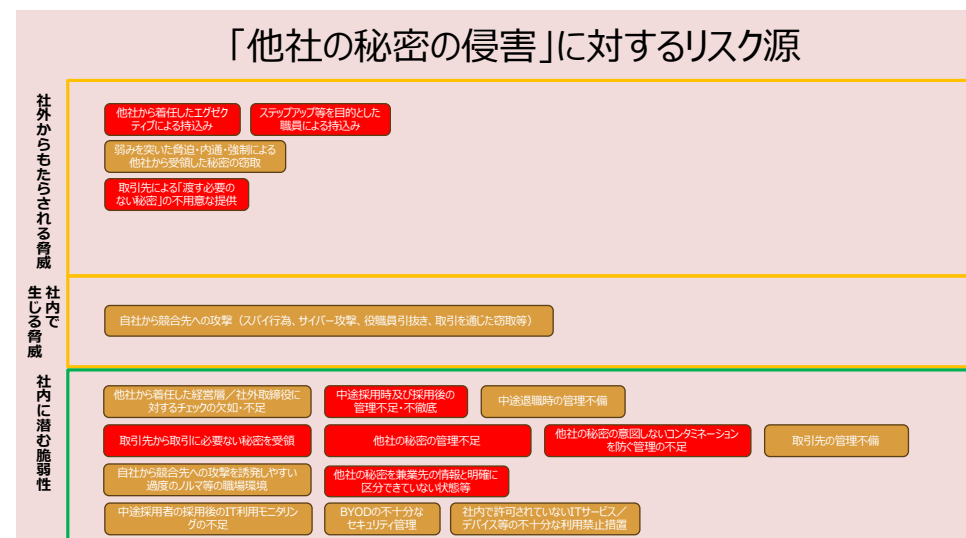 「他社の秘密の侵害」に対するリスク源
社外からもたらされる脅威
他社から着任したエグゼク
ティブによる持込み
ステップアップ等を目的とした
職員による持込み
弱みを突いた脅迫・内通・強制による
他社から受領した秘密の窃取
取引先による「渡す必要の
ない秘密」の不用意な提供
社内で
生じる脅威
自社から競合先への攻撃（スパイ行為、サイバー攻撃、役職員引抜き、取引を通じた窃取等）
社内に潜む脆弱性
他社から着任した経営層／社外取締役に
対するチェックの欠如・不足
中途採用時及び採用後の
管理不足・不徹底
中途退職時の管理不備
取引先から取引に必要ない秘密を受領
他社の秘密の管理不足
他社の秘密の意図しないコンタミネーション
を防ぐ管理の不足
取引先の管理不備
自社から競合先への攻撃を誘発しやすい
過度のノルマ等の職場環境
他社の秘密を兼業先の情報と明確に
区分できていない状態等
中途採用者の採用後のIT利用モニタリン
グの不足
BYODの不十分な
セキュリティ管理
社内で許可されていないITサービス／
デバイス等の不十分な利用禁止措置